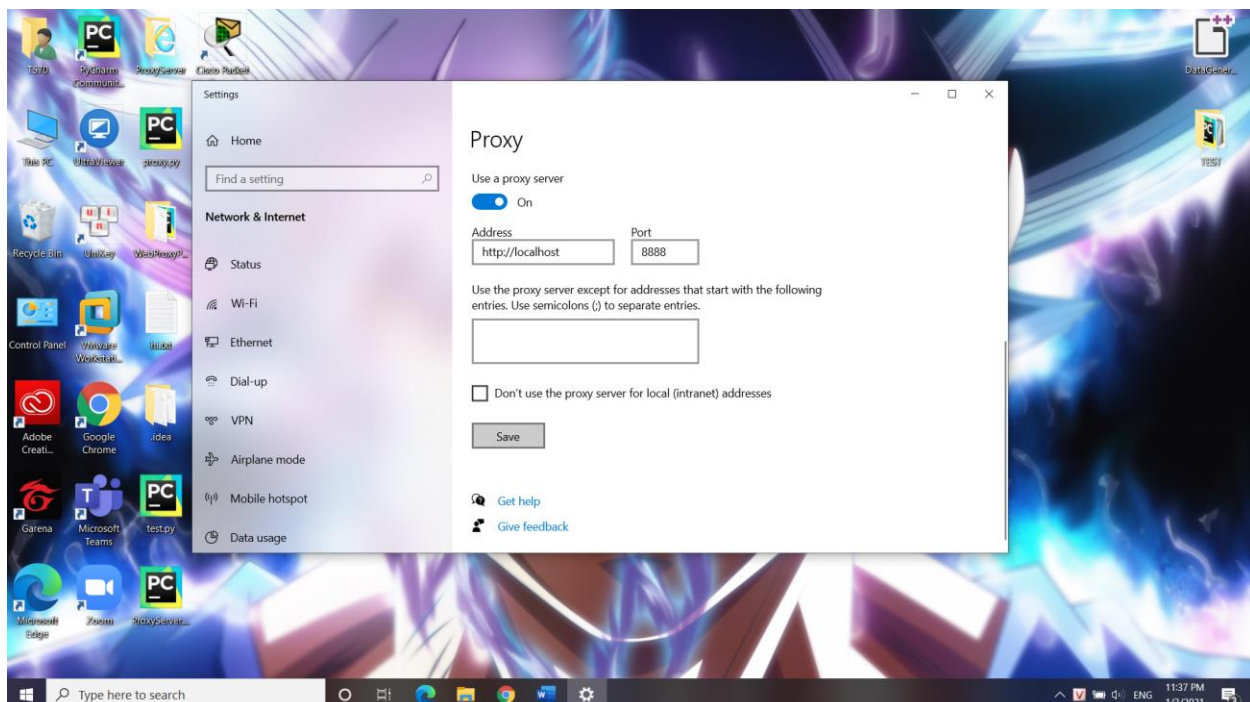 T570
PyCharm
Communit...
ProxyServer
Cisco Packet
This PC
UltraViewer
proxy.py
Recycle Bin
UniKey
WebProxyP...
Control Panel
VMware
Workstati...
Adobe
Creati...
Google
Chrome
.idea
Garena
Microsoft
Teams
test.py
Microsoft
Edge
Zoom
ProxyServer...
Settings
Home
Find a setting
Network & Internet
Status
Wi-Fi
Ethernet
Dial-up
VPN
Airplane mode
Mobile hotspot
Data usage
Proxy
Use a proxy server
On
Address Port
http://localhost 8888
Use the proxy server except for addresses that start with the following
entries. Use semicolons (;) to separate entries.
Don't use the proxy server for local (intranet) addresses
Save
Get help
Give feedback
DataGener...
TEST
Type here to search
ENG
11:37 PM
1/3/2021